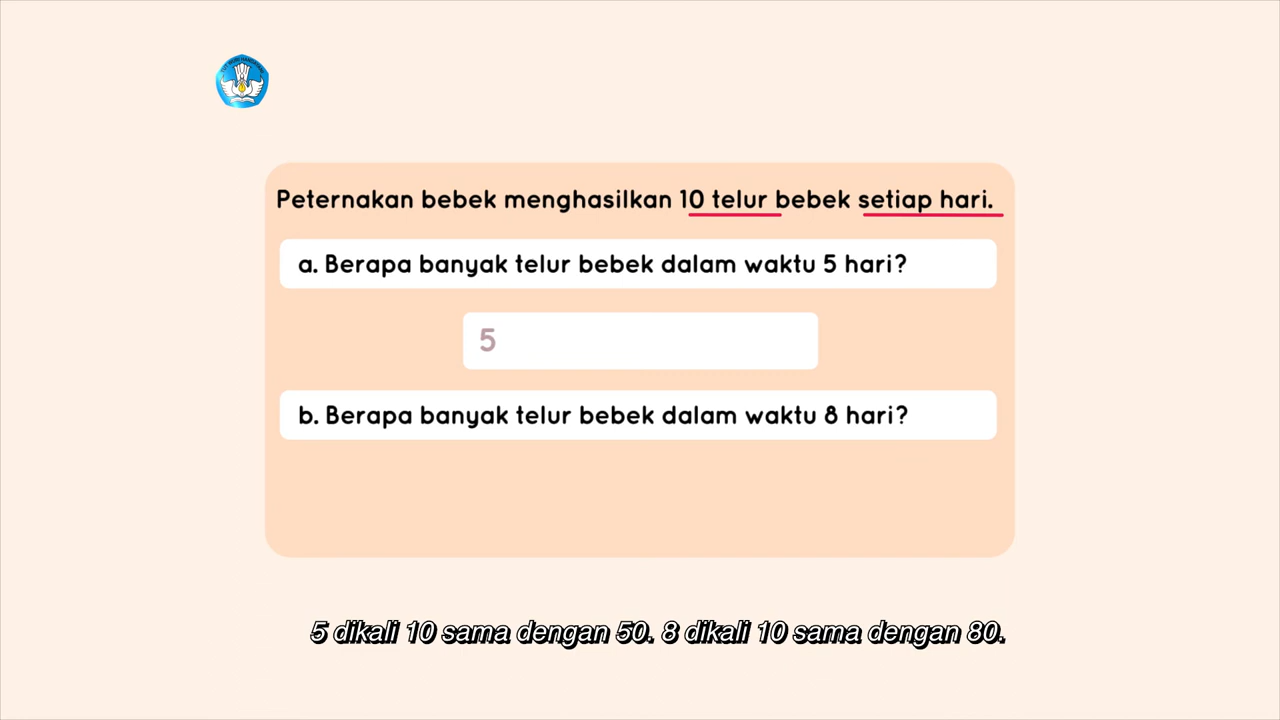 Peternakan bebek menghasilkan 10 telur bebek setiap hari.
a. Berapa banyak telur bebek dalam waktu 5 hari?
5
b. Berapa banyak telur bebek dalam waktu 8 hari?
5 dikali 10 sama dengan 50. 8 dikali 10 sama dengan 80.